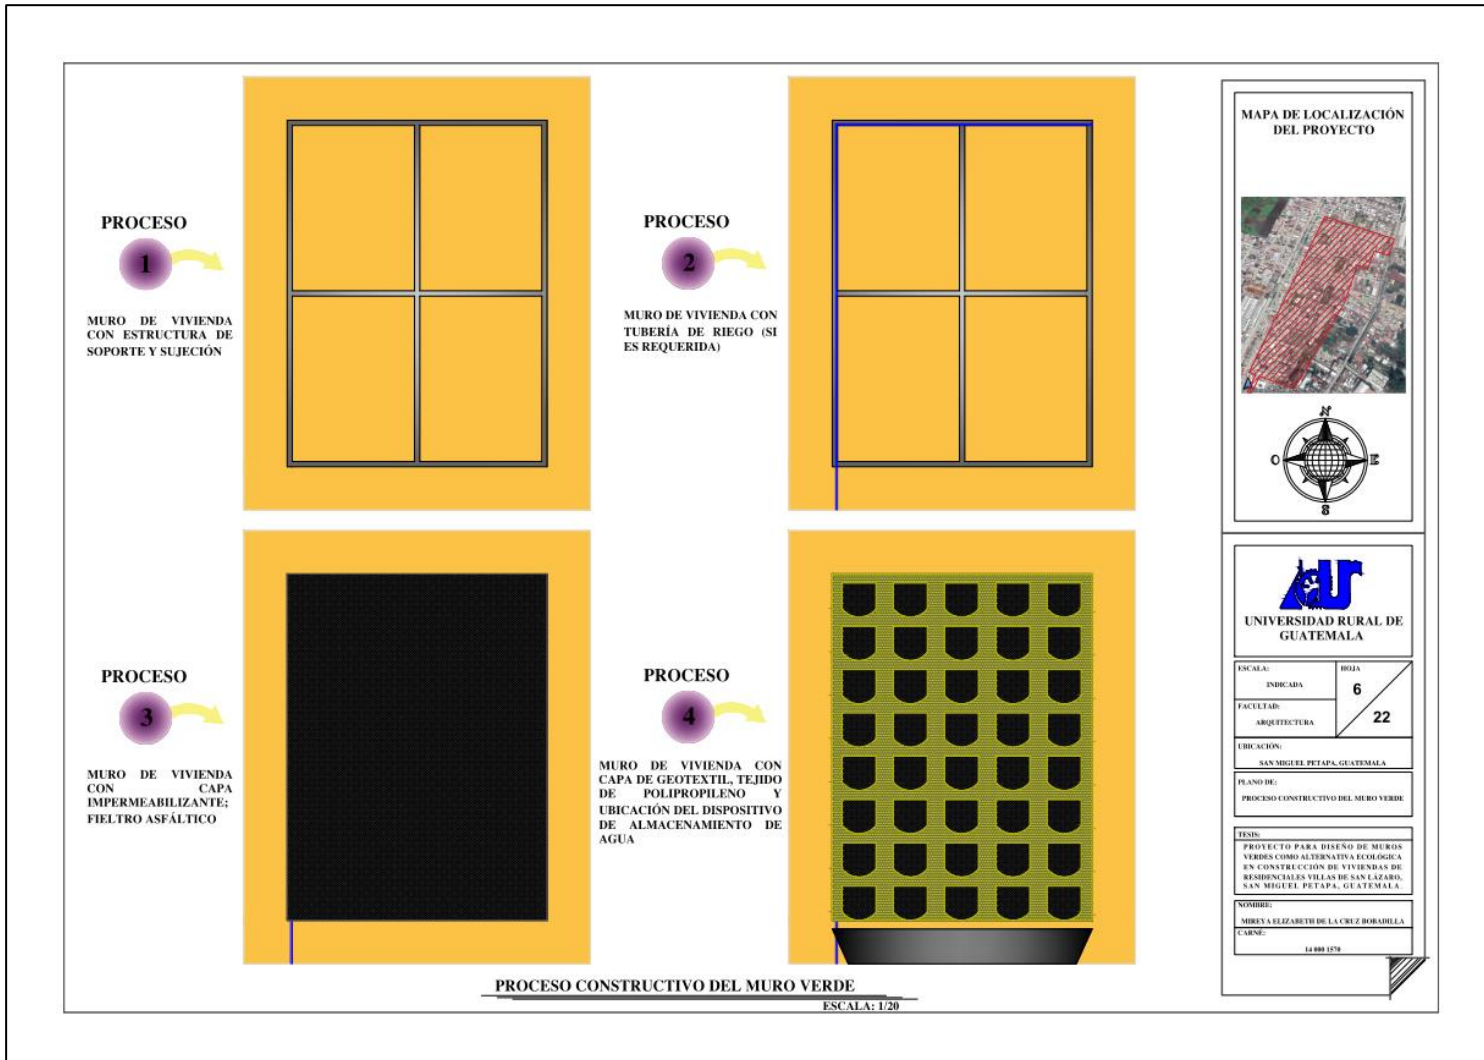 PROCESO
1
MURO DE VIVIENDA
CON ESTRUCTURA DE
SOPORTE Y SUJECIÓN
PROCESO
2
MURO DE VIVIENDA CON
TUBERÍA DE RIEGO (SI
ES REQUERIDA)
PROCESO
3
MURO DE VIVIENDA
CON CAPA
IMPERMEABILIZANTE;
FIELTRO ASFÁLTICO
PROCESO
4
MURO DE VIVIENDA CON
CAPA DE GEOTEXTIL, TEJIDO
DE POLIPROPILENO Y
UBICACIÓN DEL DISPOSITIVO
DE ALMACENAMIENTO DE
AGUA
PROCESO CONSTRUCTIVO DEL MURO VERDE
ESCALA: 1/20
MAPA DE LOCALIZACIÓN
DEL PROYECTO
N
O
E
S
UNIVERSIDAD RURAL DE
GUATEMALA
ESCALA:
INDICADA
HOJA
6
22
FACULTAD:
ARQUITECTURA
UBICACIÓN:
SAN MIGUEL PETAPA, GUATEMALA
PLANO DE:
PROCESO CONSTRUCTIVO DEL MURO VERDE
TESIS:
PROYECTO PARA DISEÑO DE MUROS
VERDES COMO ALTERNATIVA ECOLÓGICA
EN CONSTRUCCIÓN DE VIVIENDAS DE
RESIDENCIALES VILLAS DE SAN LÁZARO,
SAN MIGUEL PETAPA, GUATEMALA.
NOMBRE:
MIREYA ELIZABETH DE LA CRUZ BOBADILLA
CARNÉ:
14 000 1570